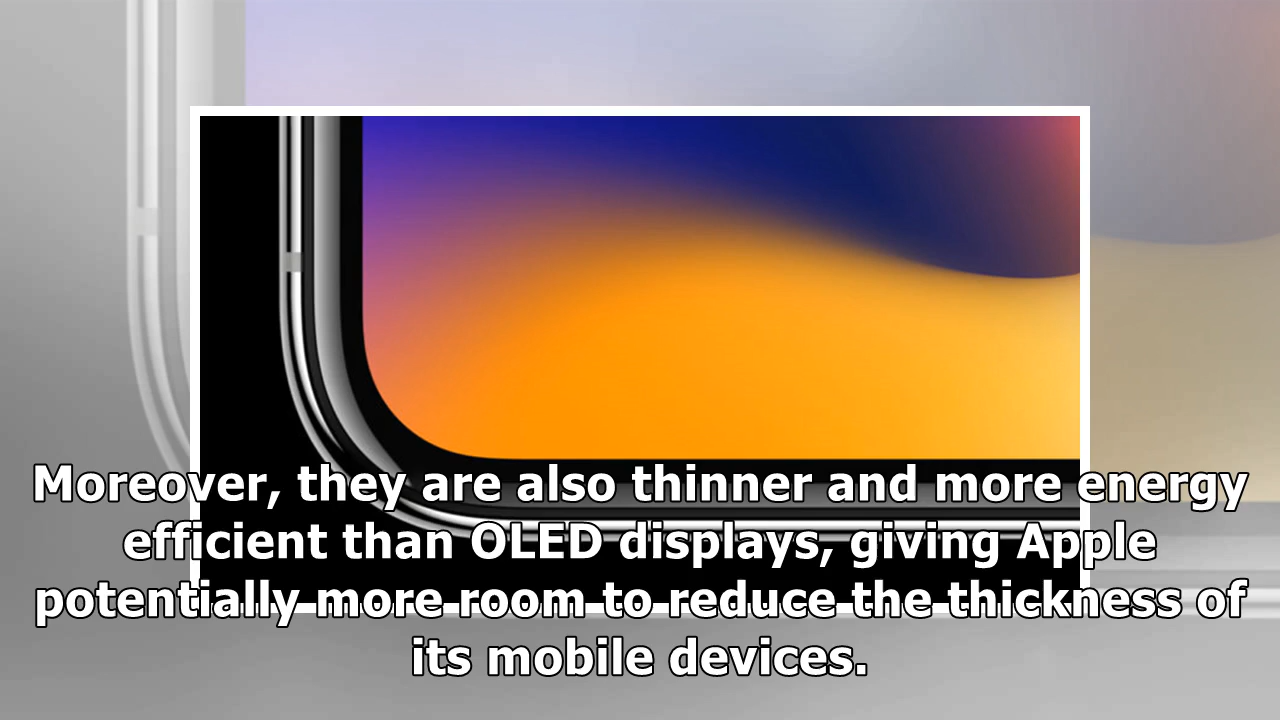 Moreover, they are also thinner and more energy
efficient than OLED displays, giving Apple
potentially more room to reduce the thickness of
its mobile devices.